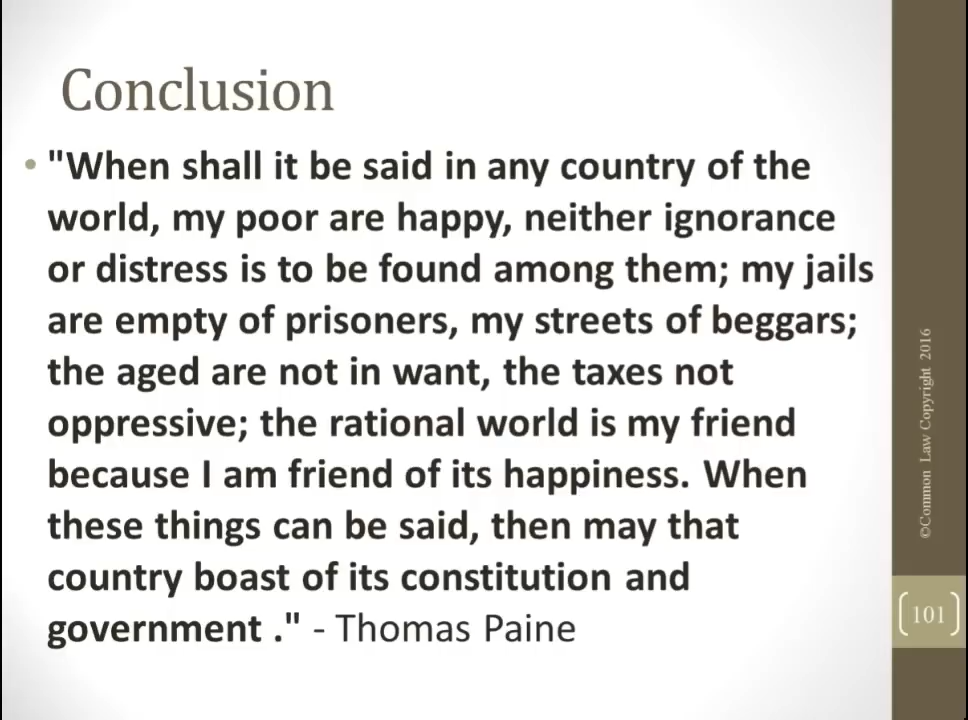 Conclusion
• "When shall it be said in any country of the
world, my poor are happy, neither ignorance
or distress is to be found among them; my jails
are empty of prisoners, my streets of beggars;
the aged are not in want, the taxes not
oppressive; the rational world is my friend
because I am friend of its happiness. When
these things can be said, then may that
country boast of its constitution and
government ." - Thomas Paine
©Common Law Copyright 2016
101